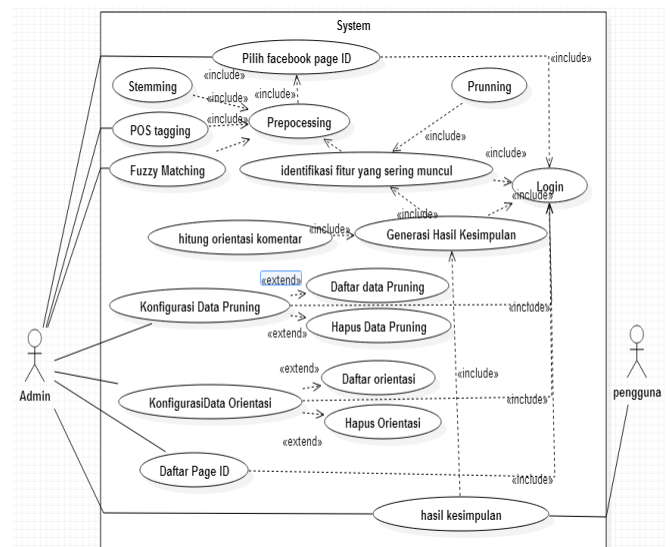 System
Pilih facebook page ID
«include»
Stemming
«include»
«include»
Prunning
POS tagging
«include»
Prepocessing
«include»
Fuzzy Matching
identifikasi fitur yang sering muncul
«include»
Login
«include»
«include»
hitung orientasi komentar
«include»
Generasi Hasil Kesimpulan
«extend»
Daftar data Pruning
Konfigurasi Data Pruning
«include»
«extend»
Hapus Data Pruning
Admin
pengguna
«extend»
Daftar orientasi
«include»
KonfigurasiData Orientasi
«include»
Hapus Orientasi
«extend»
Daftar Page ID
«include»
hasil kesimpulan